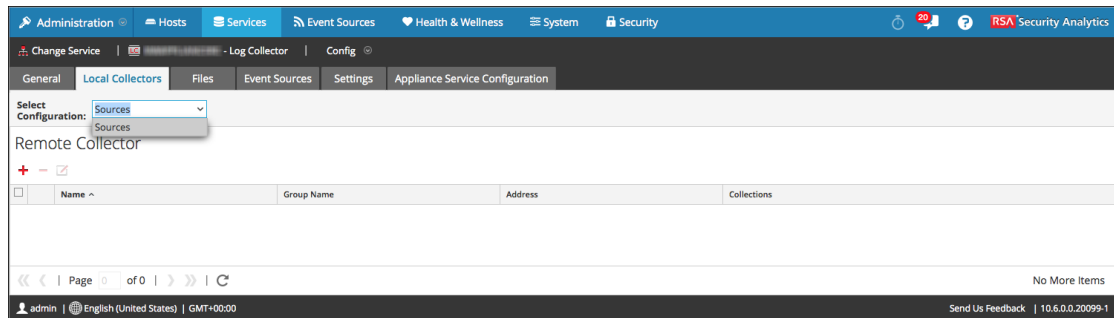 Administration Hosts Services Event Sources Health & Wellness System Security 20 RSA Security Analytics
Change Service | - Log Collector | Config
General Local Collectors Files Event Sources Settings Appliance Service Configuration
Select Configuration: Sources
Sources
Remote Collector
Name Group Name Address Collections
| Page 0 of 0 | | No More Items
admin | English (United States) | GMT+00:00 Send Us Feedback | 10.6.0.0.20099-1